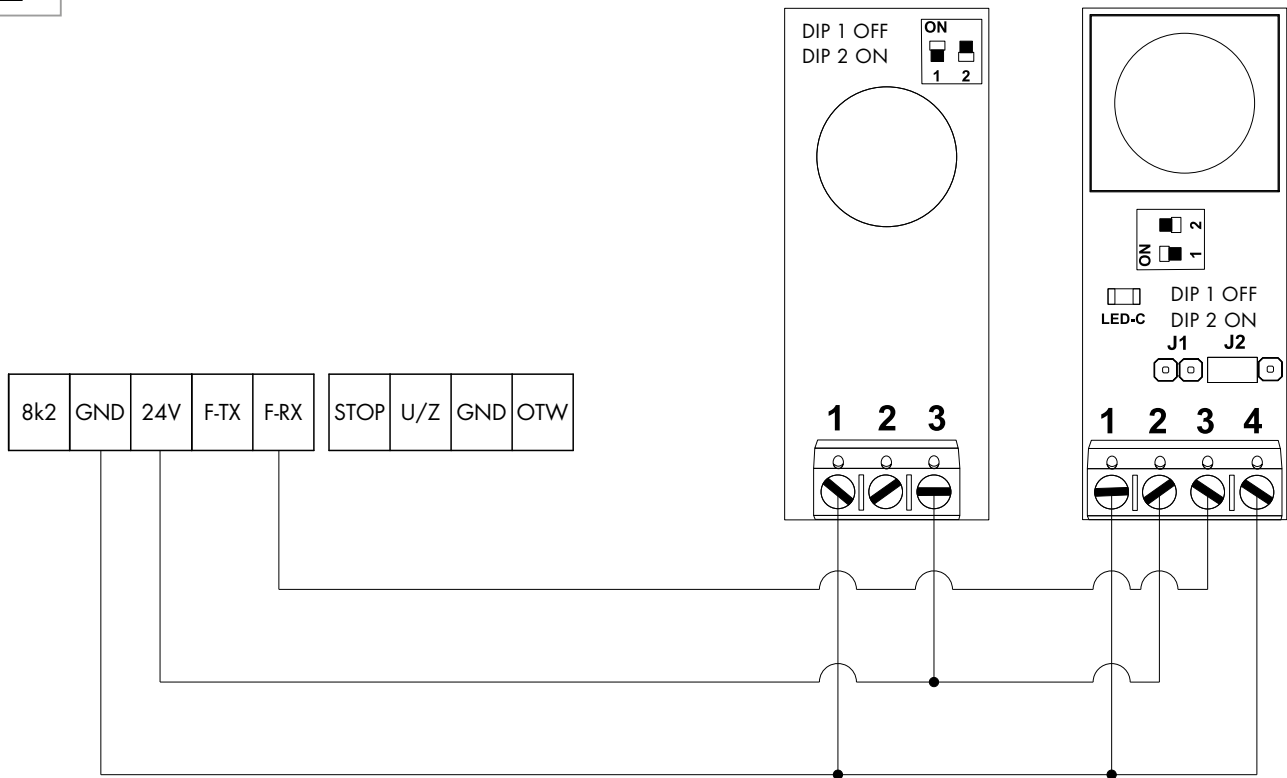 DIP 1 OFF
DIP 2 ON
ON
1 2
2
ON 1
LED-C
DIP 1 OFF
DIP 2 ON
J1 J2
8k2 GND 24V F-TX F-RX STOP U/Z GND OTW
1 2 3
1 2 3 4